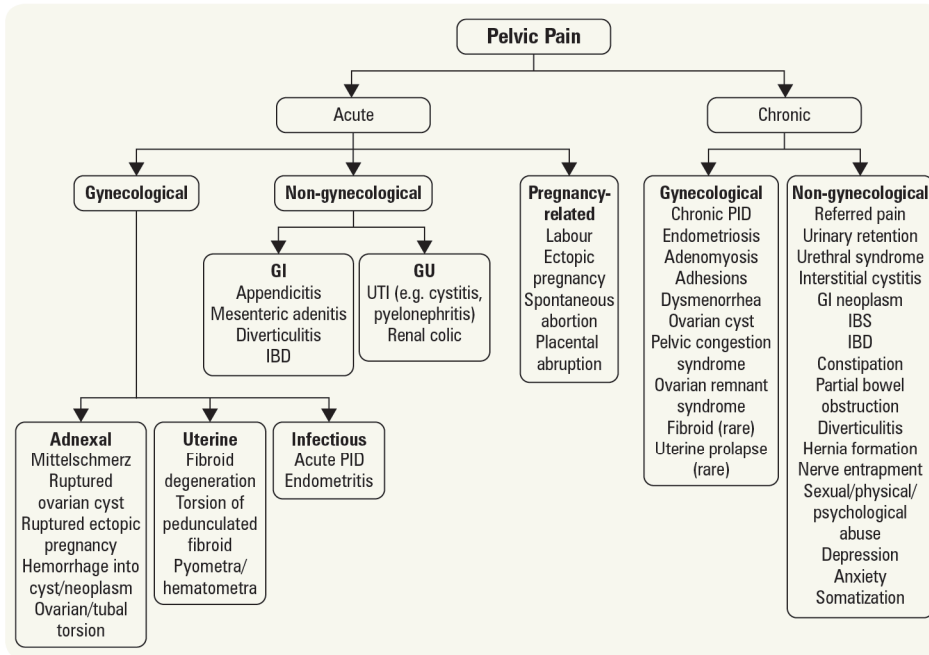 Pelvic Pain
Acute
Chronic
Gynecological
Non-gynecological
Pregnancy-
related
Labour
Ectopic
pregnancy
Spontaneous
abortion
Placental
abruption
GI
Appendicitis
Mesenteric adenitis
Diverticulitis
IBD
GU
UTI (e.g. cystitis,
pyelonephritis)
Renal colic
Adnexal
Mittelschmerz
Ruptured
ovarian cyst
Ruptured ectopic
pregnancy
Hemorrhage into
cyst/neoplasm
Ovarian/tubal
torsion
Uterine
Fibroid
degeneration
Torsion of
pedunculated
fibroid
Pyometra/
hematometra
Infectious
Acute PID
Endometritis
Gynecological
Chronic PID
Endometriosis
Adenomyosis
Adhesions
Dysmenorrhea
Ovarian cyst
Pelvic congestion
syndrome
Ovarian remnant
syndrome
Fibroid (rare)
Uterine prolapse
(rare)
Non-gynecological
Referred pain
Urinary retention
Urethral syndrome
Interstitial cystitis
GI neoplasm
IBS
IBD
Constipation
Partial bowel
obstruction
Diverticulitis
Hernia formation
Nerve entrapment
Sexual/physical/
psychological
abuse
Depression
Anxiety
Somatization